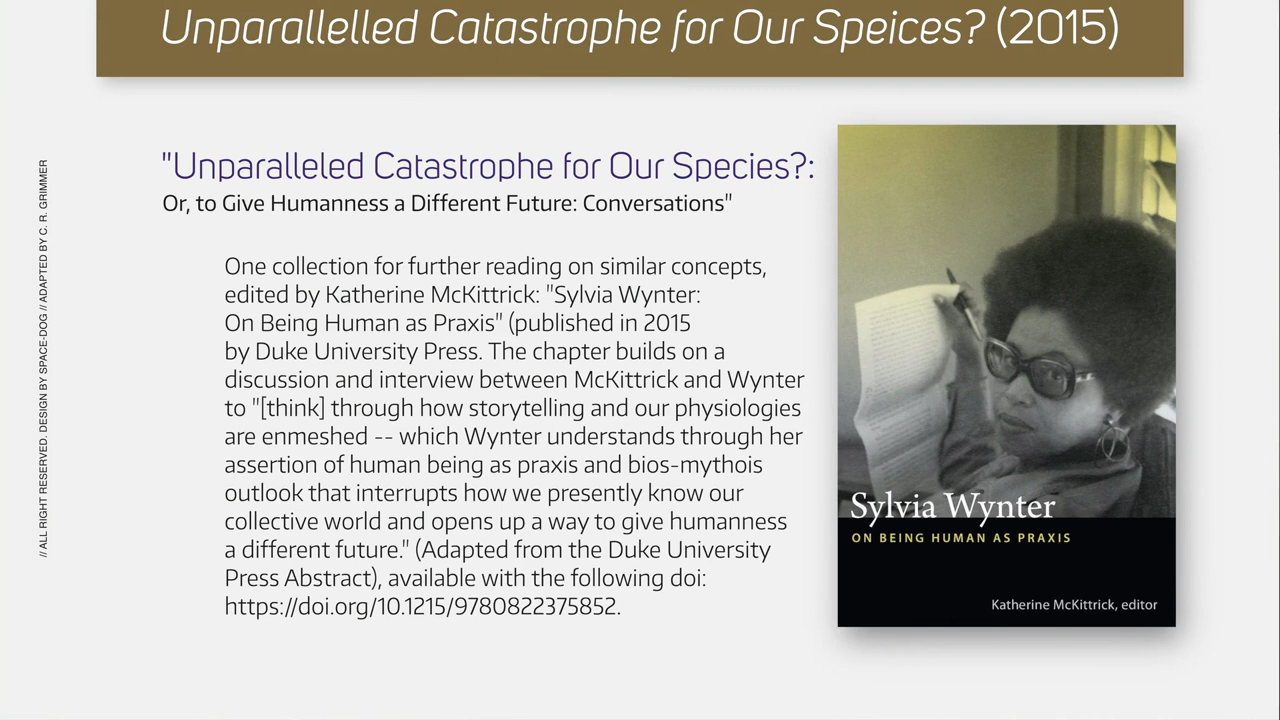 Unparallelled Catastrophe for Our Speices? (2015)
"Unparalleled Catastrophe for Our Species?:
Or, to Give Humanness a Different Future: Conversations"
One collection for further reading on similar concepts,
edited by Katherine McKittrick: "Sylvia Wynter:
On Being Human as Praxis" (published in 2015
by Duke University Press. The chapter builds on a
discussion and interview between McKittrick and Wynter
to "[think] through how storytelling and our physiologies
are enmeshed -- which Wynter understands through her
assertion of human being as praxis and bios-mythois
outlook that interrupts how we presently know our
collective world and opens up a way to give humanness
a different future." (Adapted from the Duke University
Press Abstract), available with the following doi:
https://doi.org/10.1215/9780822375852.
Sylvia Wynter
ON BEING HUMAN AS PRAXIS
Katherine McKittrick, editor
// ALL RIGHT RESERVED. DESIGN BY SPACE-DOG // ADAPTED BY C. R. GRIMMER